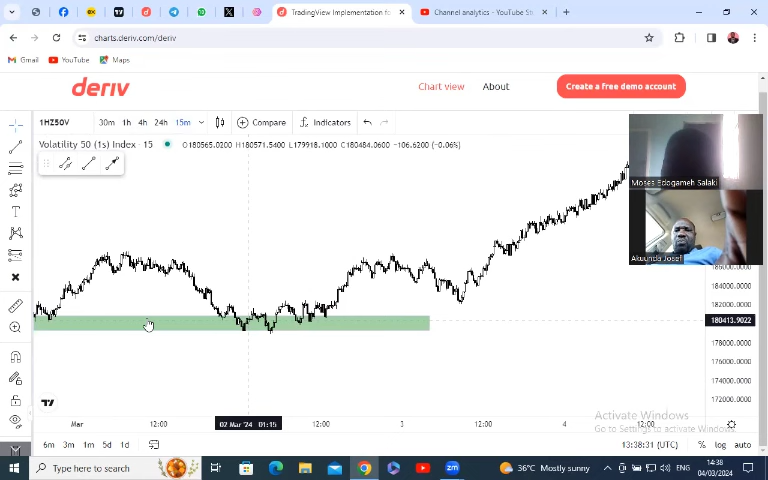 TradingView Implementation fo
Channel analytics - YouTube St
charts.deriv.com/deriv
Gmail
YouTube
Maps
deriv
Chart view
About
Create a free demo account
1HZ50V
30m 1h 4h 24h 15m
Compare
Indicators
Volatility 50 (1s) Index · 15
O180565.0200 H180571.5400 L179918.1000 C180484.0600 -106.6200 (-0.06%)
Moses Edogameh Salaki
Akuunda Josef
186000.0000
184000.0000
182000.0000
180413.9022
178000.0000
176000.0000
174000.0000
172000.0000
Mar
12:00
02 Mar '24 01:15
12:00
3
12:00
4
12:00
Activate Windows
Go to Settings to activate Windows.
6m 3m 1m 5d 1d
13:38:31 (UTC)
% log auto
Type here to search
zm
36°C Mostly sunny
ENG
14:38
04/03/2024